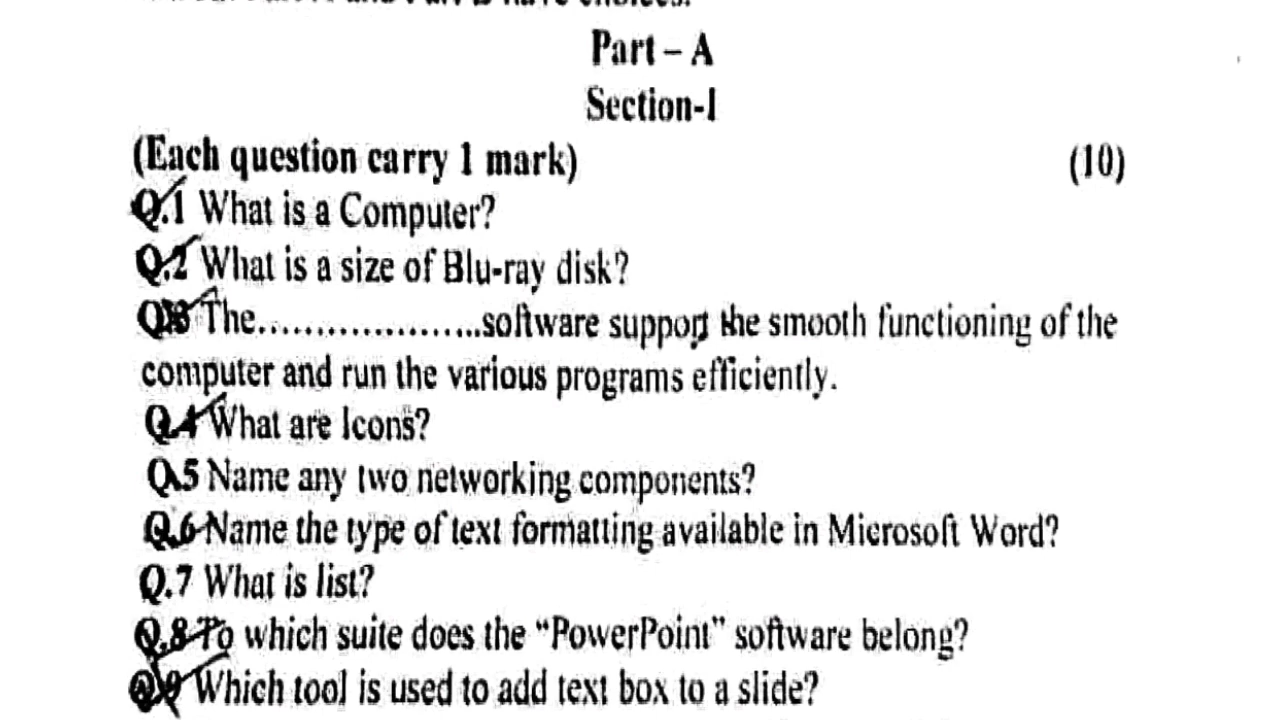 Part – A
Section-I
(Each question carry 1 mark) (10)
Q.1 What is a Computer?
Q.2 What is a size of Blu-ray disk?
Q.3 The.....................software support the smooth functioning of the
computer and run the various programs efficiently.
Q.4 What are Icons?
Q.5 Name any two networking components?
Q.6 Name the type of text formatting available in Microsoft Word?
Q.7 What is list?
Q.8 To which suite does the “PowerPoint” software belong?
Q.9 Which tool is used to add text box to a slide?